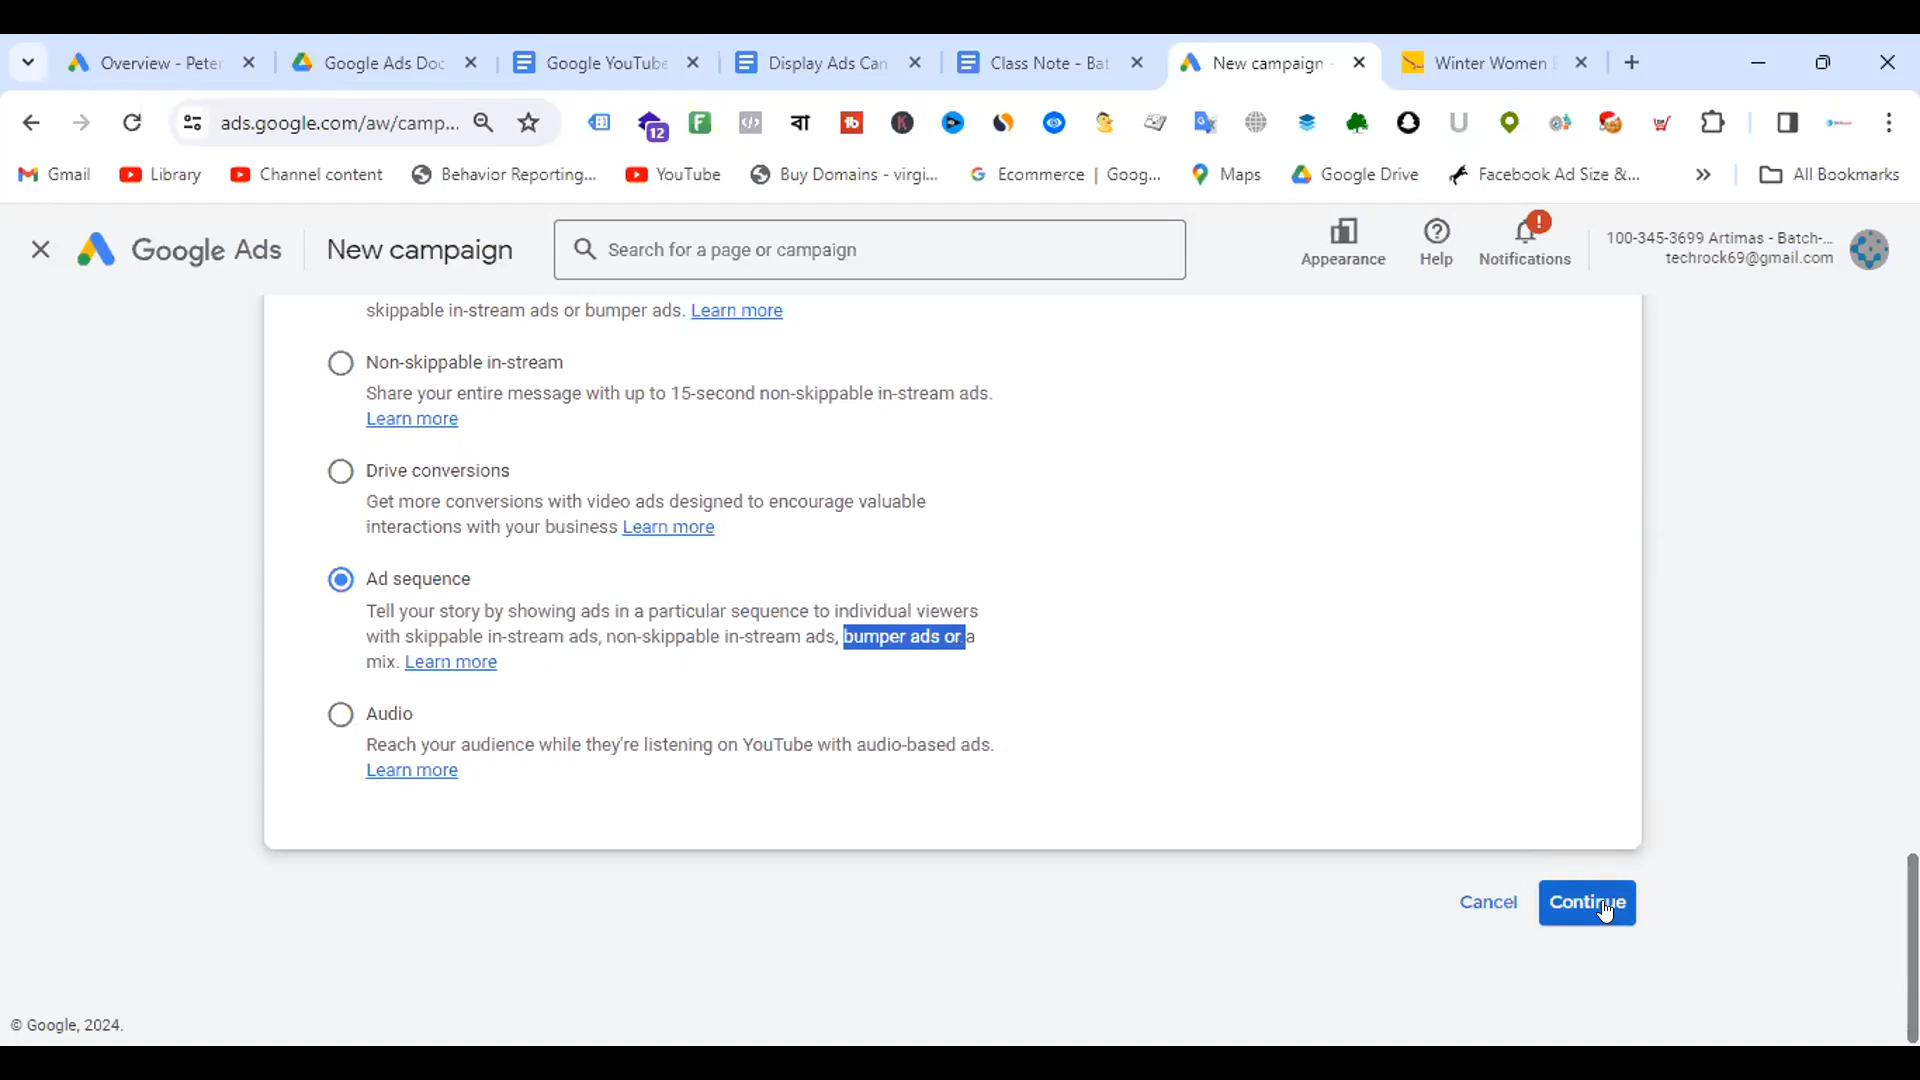 Overview - Peter
Google Ads Doc
Google YouTube
Display Ads Can
Class Note - Bat
New campaign -
Winter Women
ads.google.com/aw/camp...
12
বা
Gmail
Library
Channel content
Behavior Reporting...
YouTube
Buy Domains - virgi...
Ecommerce | Goog...
Maps
Google Drive
Facebook Ad Size &...
All Bookmarks
Google Ads
New campaign
Search for a page or campaign
Appearance
Help
Notifications
100-345-3699 Artimas - Batch-...
techrock69@gmail.com
skippable in-stream ads or bumper ads. Learn more
Non-skippable in-stream
Share your entire message with up to 15-second non-skippable in-stream ads.
Learn more
Drive conversions
Get more conversions with video ads designed to encourage valuable
interactions with your business Learn more
Ad sequence
Tell your story by showing ads in a particular sequence to individual viewers
with skippable in-stream ads, non-skippable in-stream ads, bumper ads or a
mix. Learn more
Audio
Reach your audience while they're listening on YouTube with audio-based ads.
Learn more
Cancel
Continue
© Google, 2024.